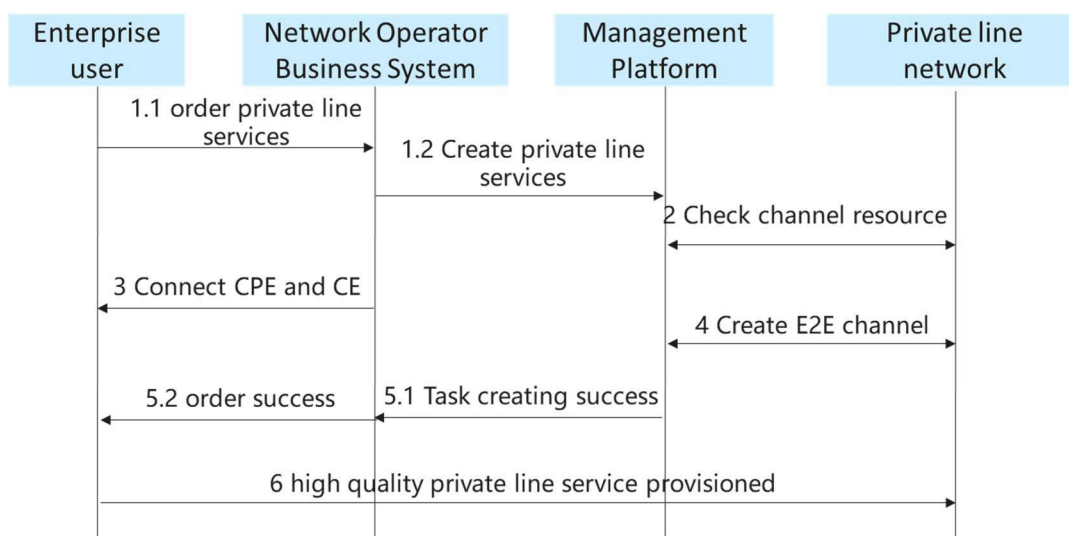 Enterprise
user
Network Operator
Business System
Management
Platform
Private line
network
1.1 order private line
services
1.2 Create private line
services
2 Check channel resource
3 Connect CPE and CE
4 Create E2E channel
5.2 order success
5.1 Task creating success
6 high quality private line service provisioned